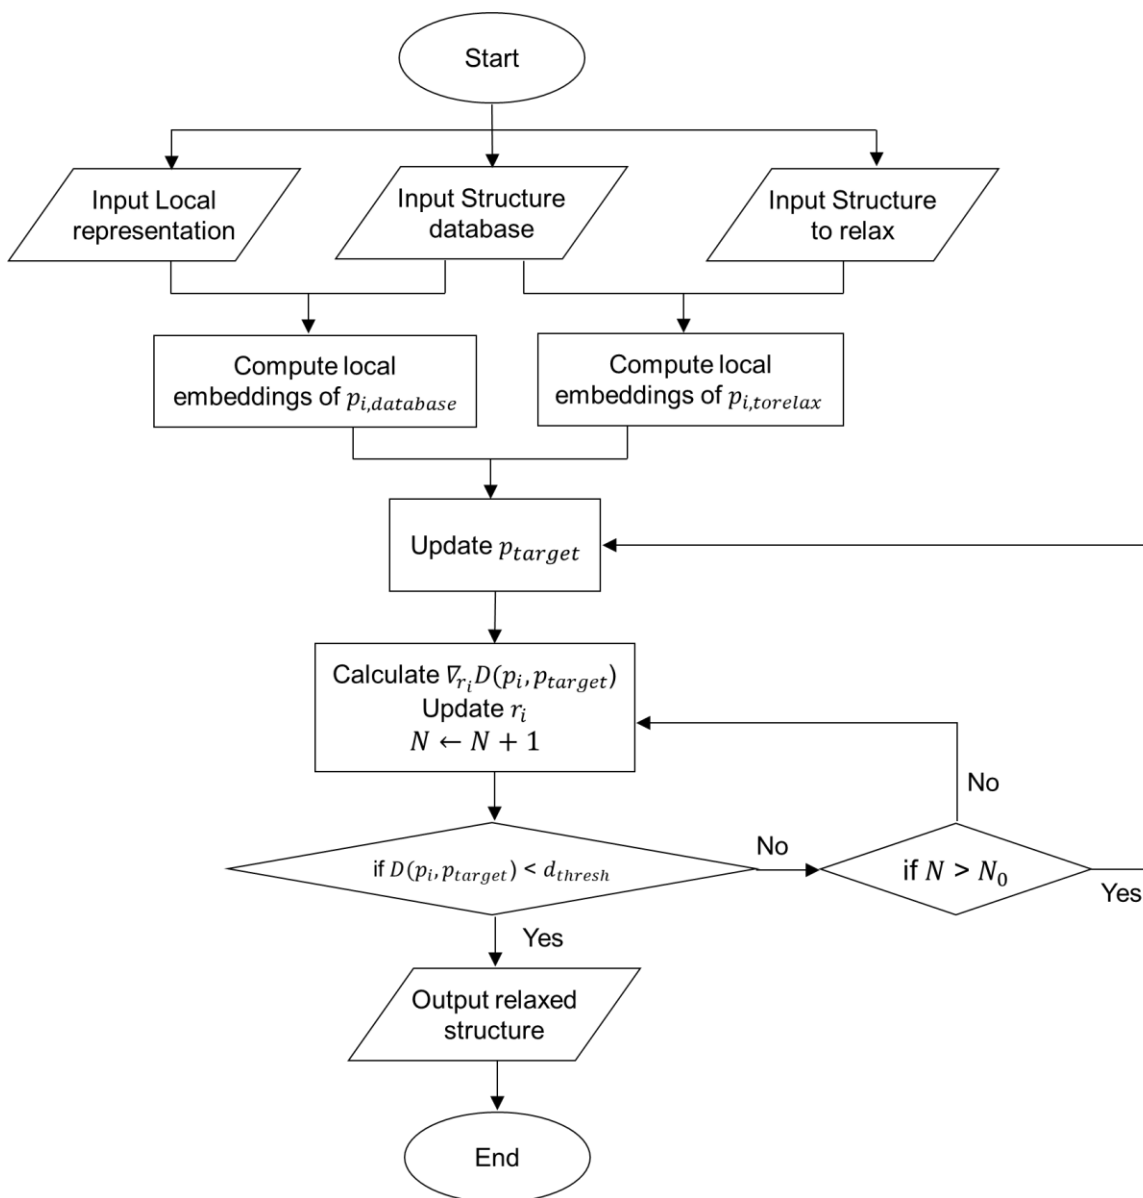 Start
Input Local
representation
Input Structure
database
Input Structure
to relax
Compute local
embeddings of $p_{i,database}$
Compute local
embeddings of $p_{i,torelax}$
Update $p_{target}$
Calculate $\nabla_{r_i} D(p_i, p_{target})$
Update $r_i$
$N \leftarrow N + 1$
No
if $D(p_i, p_{target}) < d_{thresh}$
No
if $N > N_0$
Yes
Yes
Output relaxed
structure
End